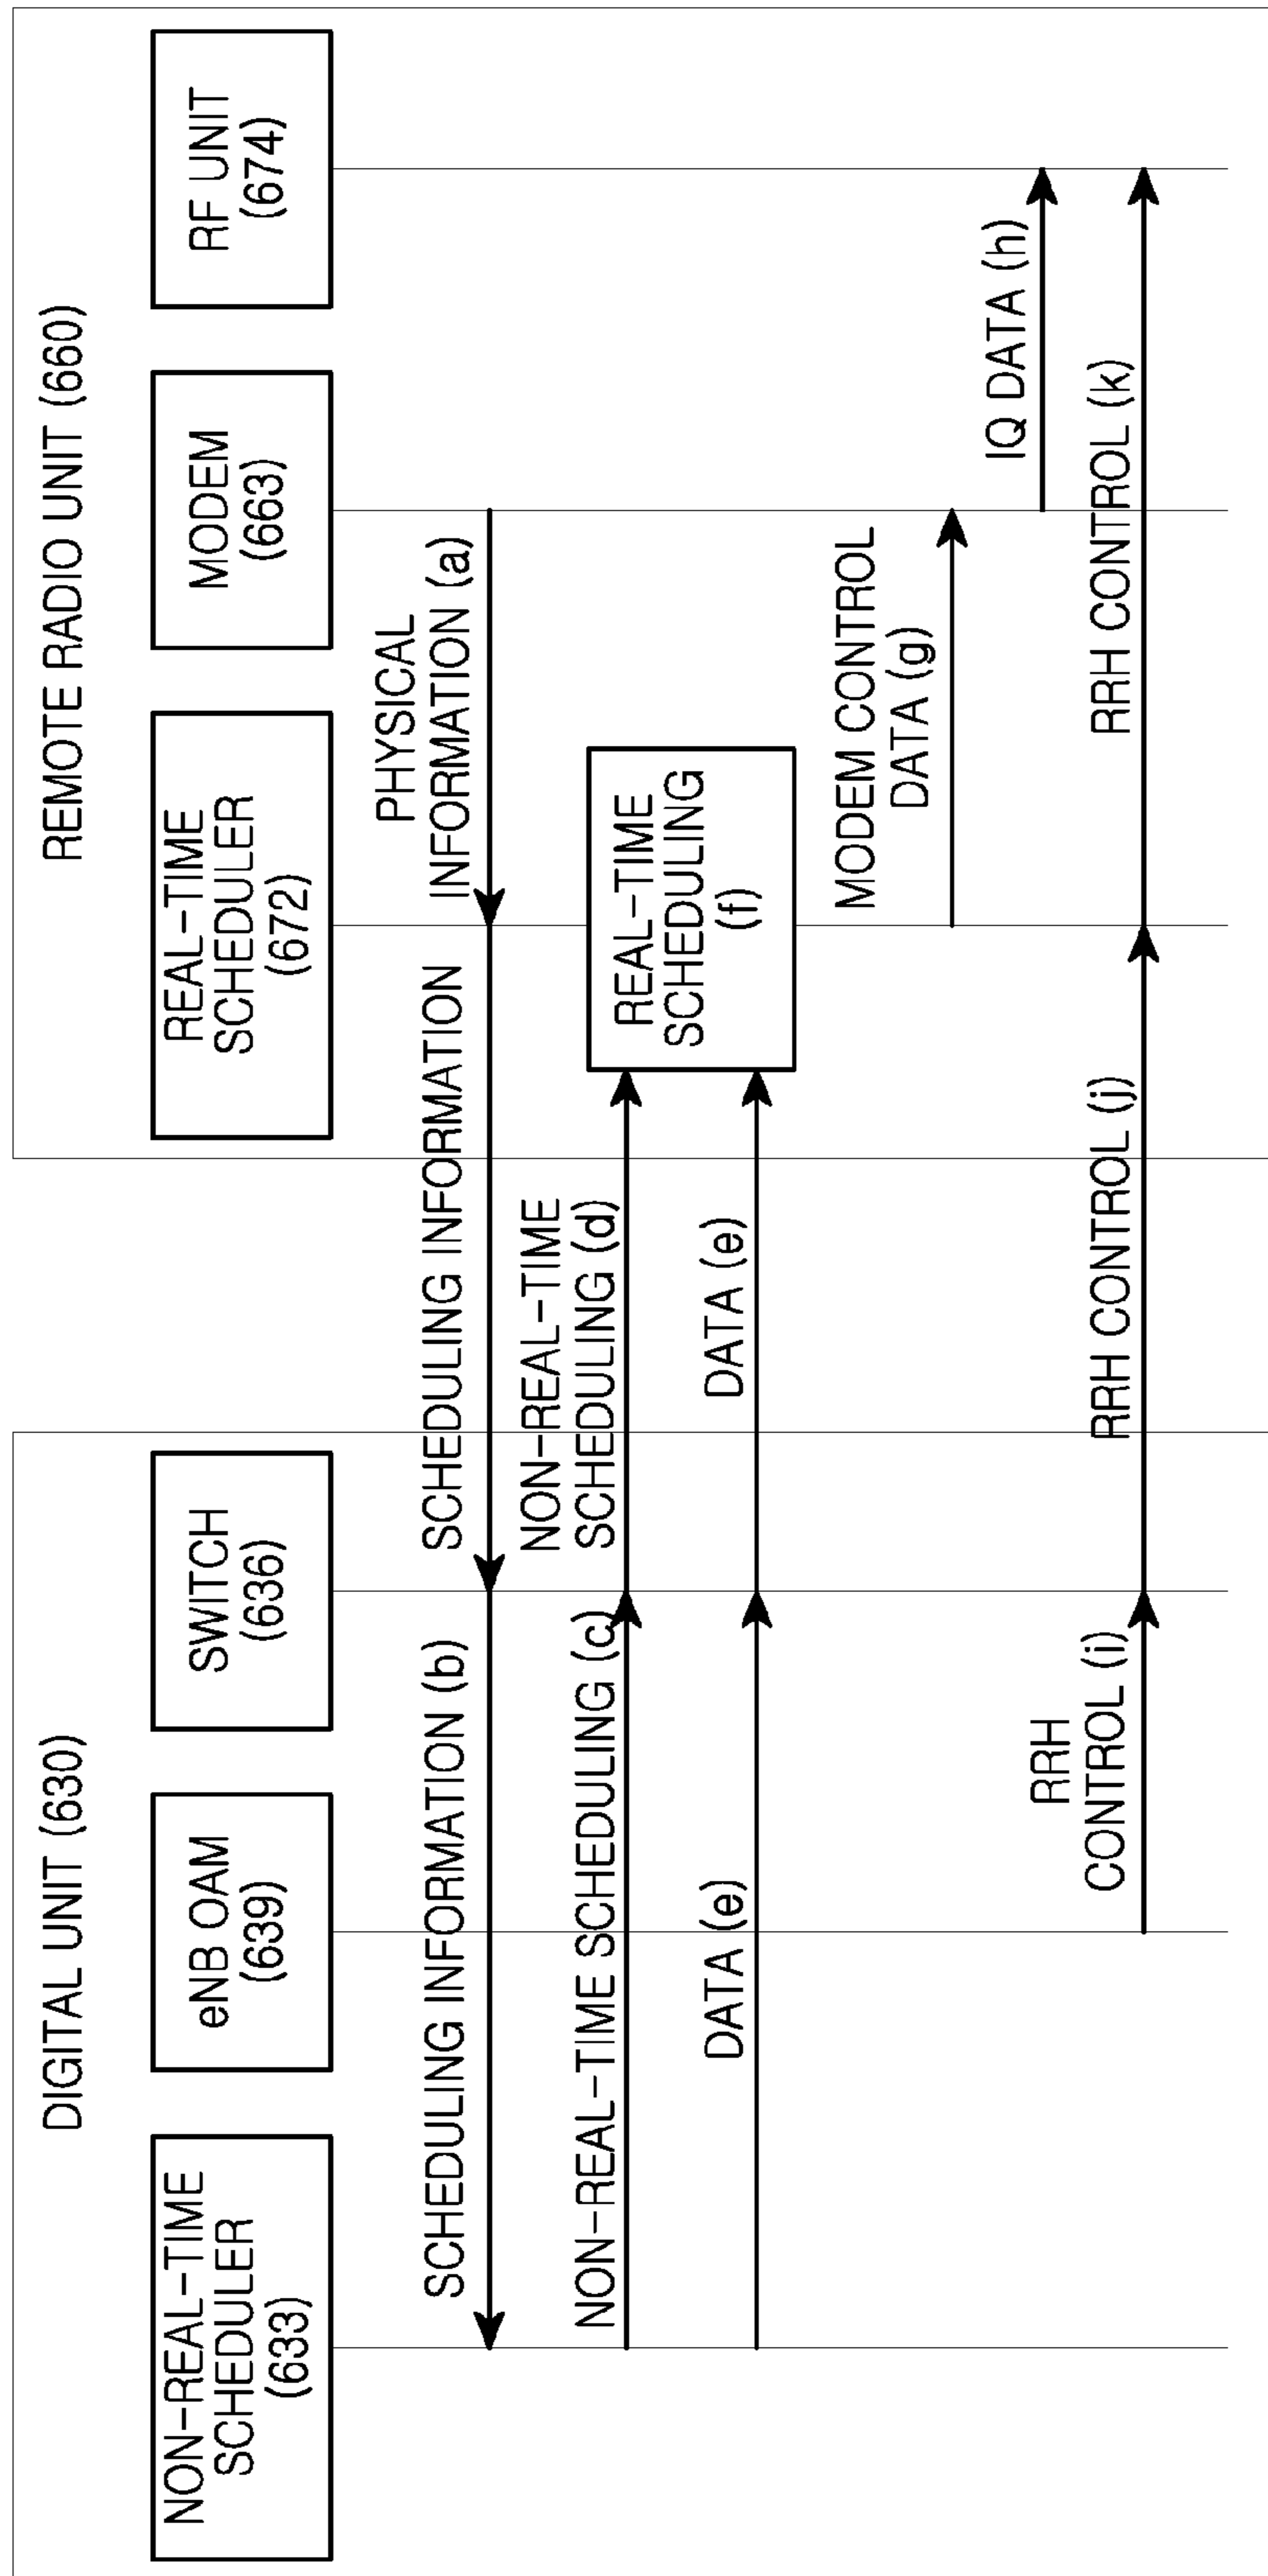 DIGITAL UNIT (630)
REMOTE RADIO UNIT (660)
NON-REAL-TIME
SCHEDULER
(633)
eNB OAM
(639)
SWITCH
(636)
REAL-TIME
SCHEDULER
(672)
MODEM
(663)
RF UNIT
(674)
PHYSICAL
INFORMATION (a)
SCHEDULING INFORMATION
SCHEDULING INFORMATION (b)
NON-REAL-TIME SCHEDULING (c)
NON-REAL-TIME
SCHEDULING (d)
DATA (e)
DATA (e)
REAL-TIME
SCHEDULING
(f)
MODEM CONTROL
DATA (g)
IQ DATA (h)
RRH
CONTROL (i)
RRH CONTROL (j)
RRH CONTROL (k)